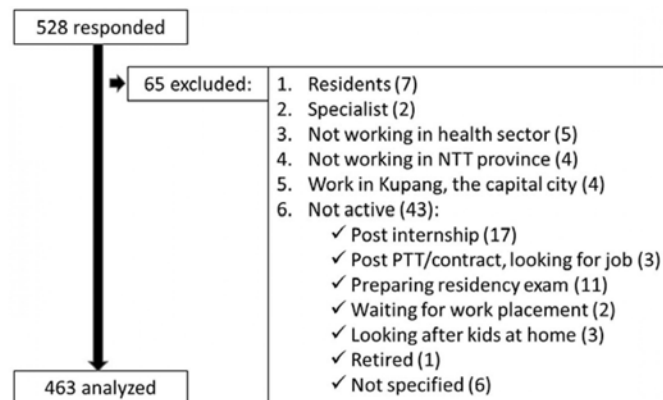 528 responded
65 excluded:
1. Residents (7)
2. Specialist (2)
3. Not working in health sector (5)
4. Not working in NTT province (4)
5. Work in Kupang, the capital city (4)
6. Not active (43):
✓ Post internship (17)
✓ Post PTT/contract, looking for job (3)
✓ Preparing residency exam (11)
✓ Waiting for work placement (2)
✓ Looking after kids at home (3)
✓ Retired (1)
✓ Not specified (6)
463 analyzed